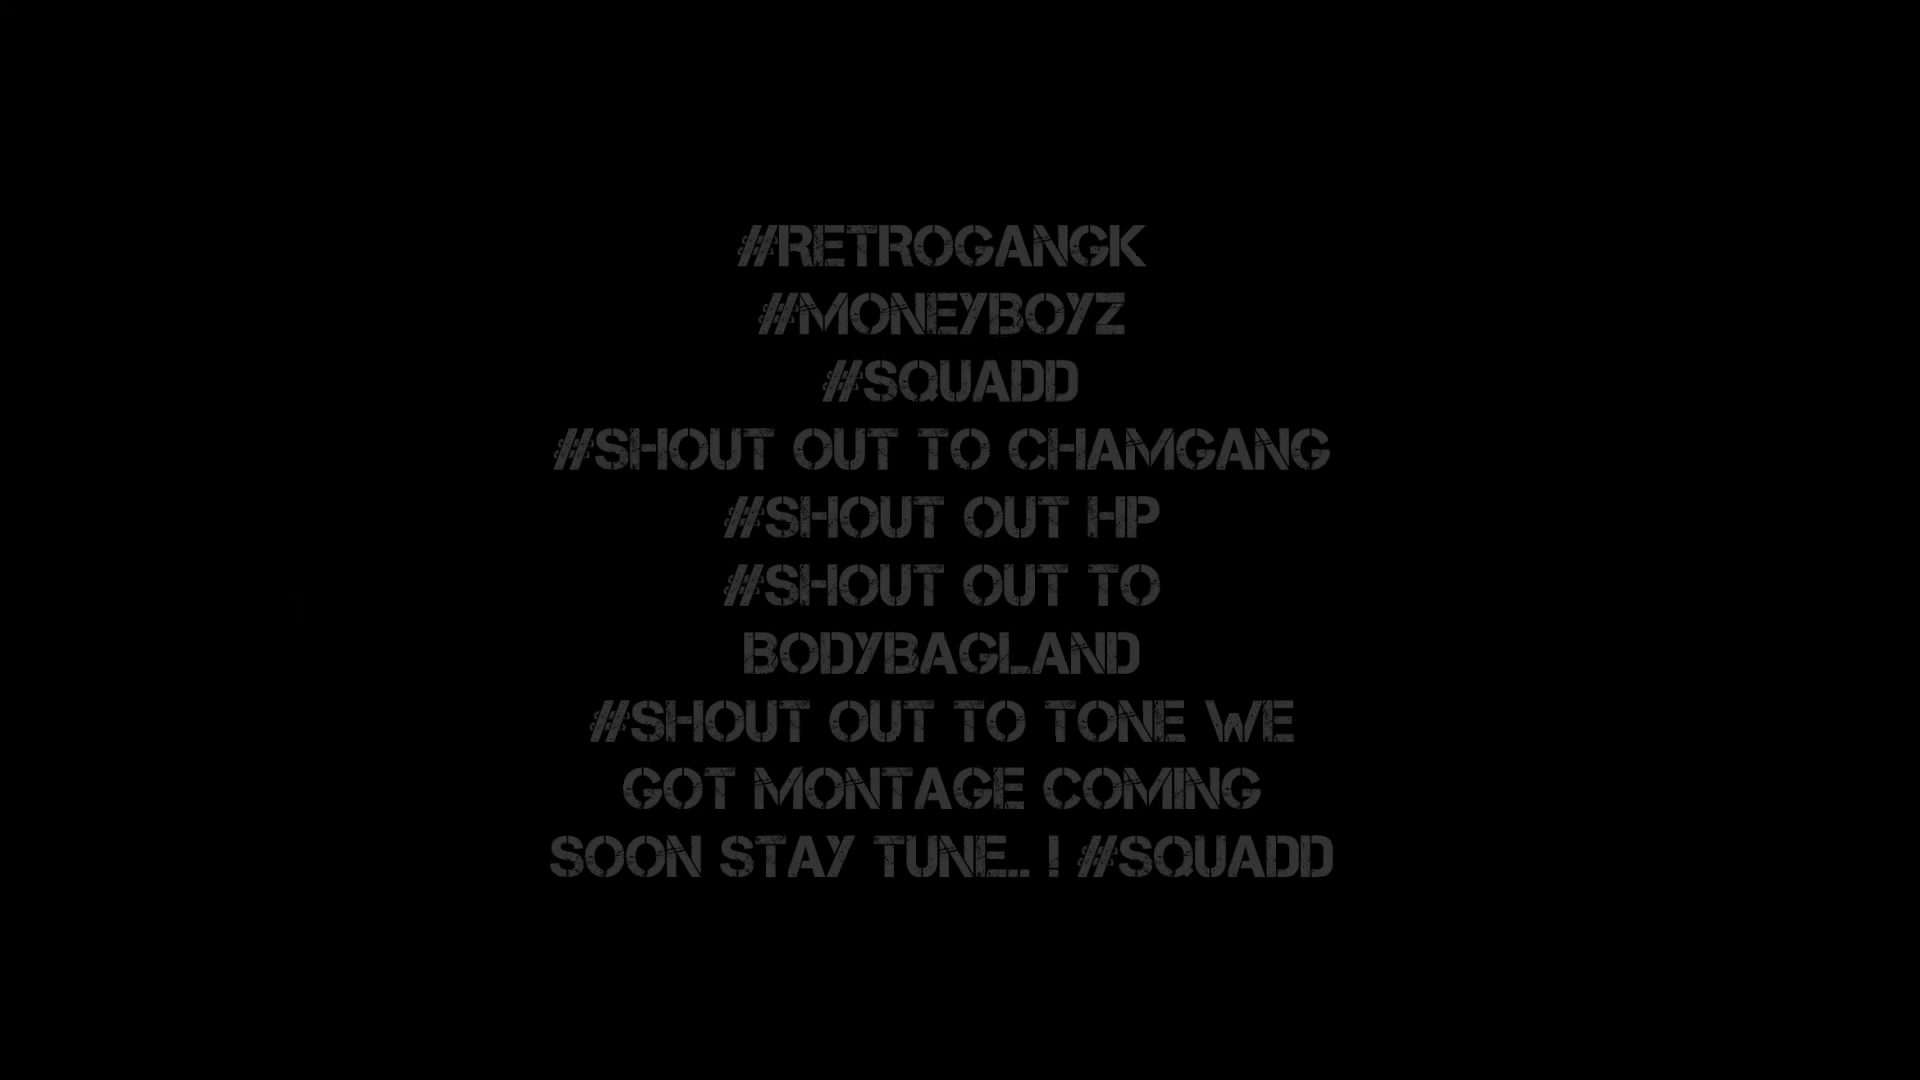 #RETROGANGK
#MONEYBOYZ
#SQUADD
#SHOUT OUT TO CHAMGANG
#SHOUT OUT HP
#SHOUT OUT TO
BODYBAGLAND
#SHOUT OUT TO TONE WE
GOT MONTAGE COMING
SOON STAY TUNE.. ! #SQUADD